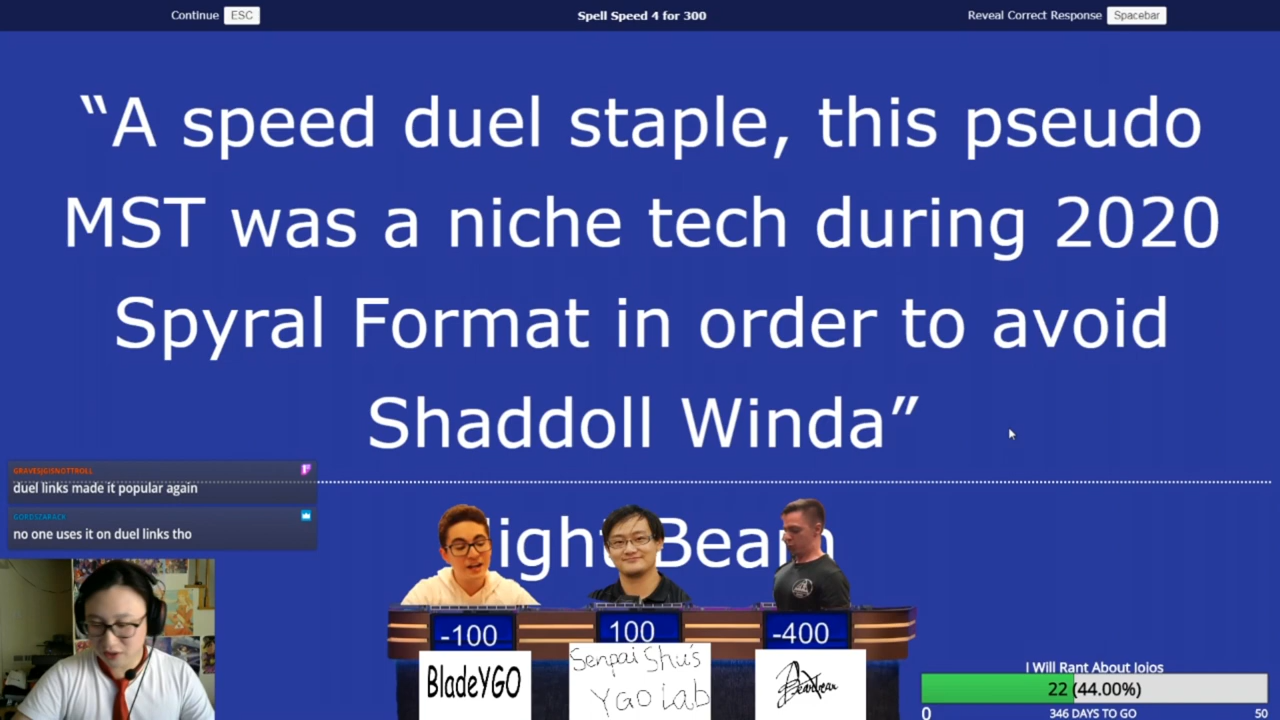 Continue ESC
Spell Speed 4 for 300
Reveal Correct Response Spacebar
“A speed duel staple, this pseudo
MST was a niche tech during 2020
Spyral Format in order to avoid
Shaddoll Winda”
duel links made it popular again
no one uses it on duel links tho
ight Beam
-100
100
-400
BladeYGO
Senpai Shu's
YGO Lab
I Will Rant About Jojos
22 (44.00%)
0
346 DAYS TO GO
50